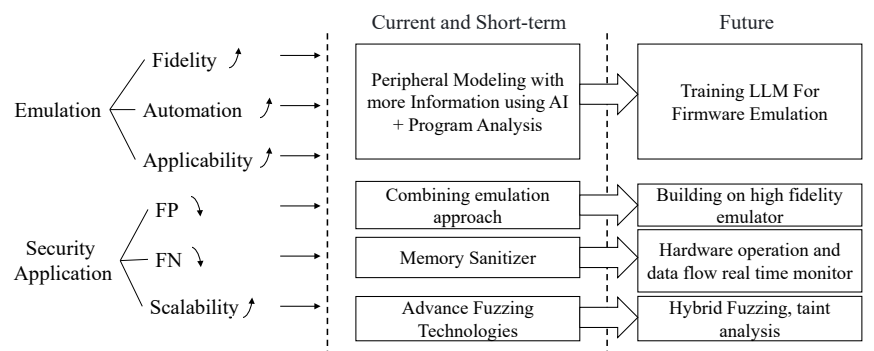 Current and Short-term
Future
Emulation
Fidelity
Automation
Applicability
Peripheral Modeling with
more Information using AI
+ Program Analysis
Training LLM For
Firmware Emulation
Security
Application
FP
FN
Scalability
Combining emulation
approach
Building on high fidelity
emulator
Memory Sanitizer
Hardware operation and
data flow real time monitor
Advance Fuzzing
Technologies
Hybrid Fuzzing, taint
analysis